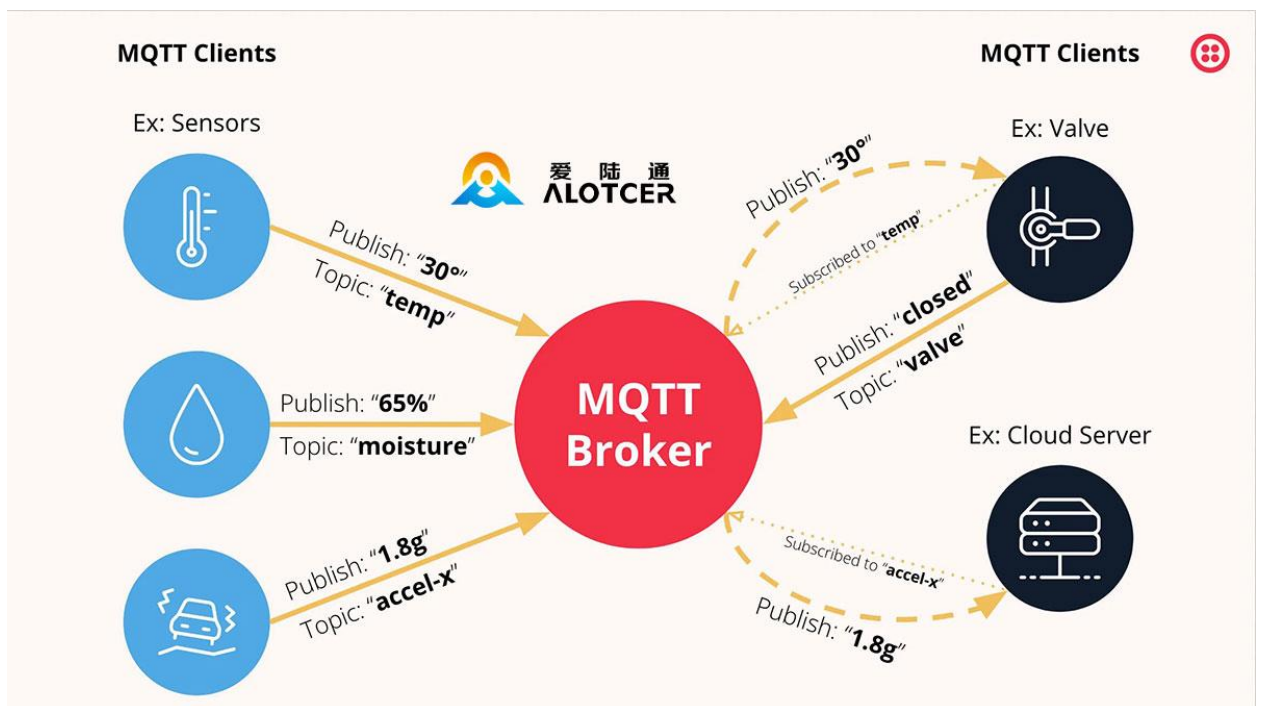 MQTT Clients
MQTT Clients
Ex: Sensors
Ex: Valve
爱陆通
ALOTCER
Publish: “30°”
Topic: “temp”
Publish: “65%”
Topic: “moisture”
Publish: “1.8g”
Topic: “accel-x”
MQTT
Broker
Publish: “30°”
Subscribed to “temp”
Publish: “closed”
Topic: “valve”
Ex: Cloud Server
Subscribed to “accel-x”
Publish: “1.8g”